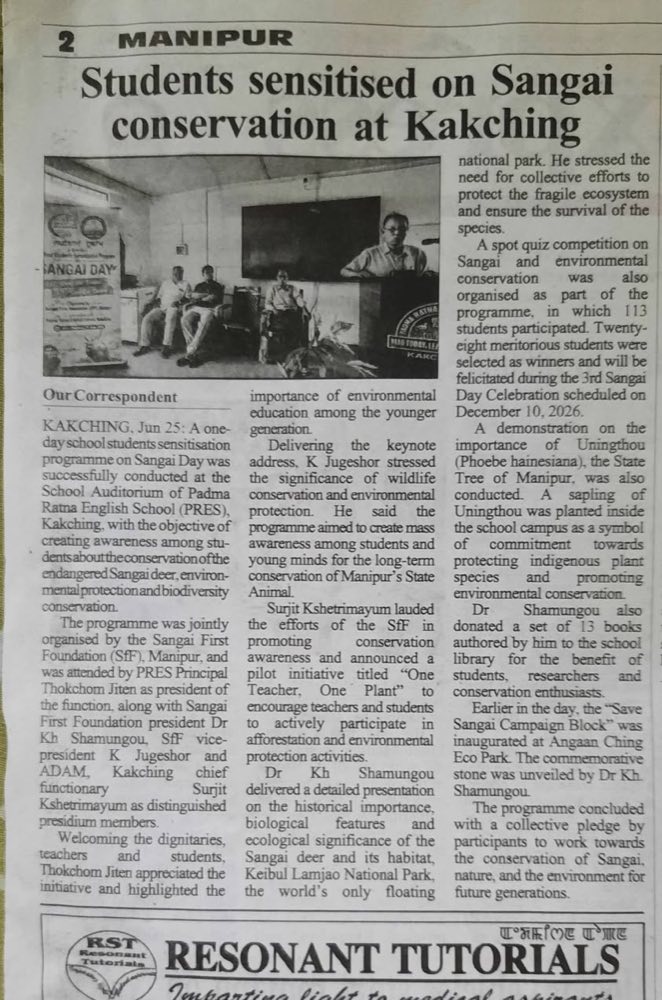 2 MANIPUR
Students sensitised on Sangai
conservation at Kakching
SANGAI DAY
PADMA RATNA
KAKC
Our Correspondent
KAKCHING, Jun 25: A one-
day school students sensitisation
programme on Sangai Day was
successfully conducted at the
School Auditorium of Padma
Ratna English School (PRES),
Kakching, with the objective of
creating awareness among stu-
dents about the conservation of the
endangered Sangai deer, environ-
mental protection and biodiversity
conservation.
The programme was jointly
organised by the Sangai First
Foundation (SfF), Manipur, and
was attended by PRES Principal
Thokchom Jiten as president of
the function, along with Sangai
First Foundation president Dr
Kh Shamungou, SfF vice-
president K Jugeshor and
ADAM, Kakching chief
functionary Surjit
Kshetrimayum as distinguished
presidium members.
Welcoming the dignitaries,
teachers and students,
Thokchom Jiten appreciated the
initiative and highlighted the
importance of environmental
education among the younger
generation.
Delivering the keynote
address, K Jugeshor stressed
the significance of wildlife
conservation and environmental
protection. He said the
programme aimed to create mass
awareness among students and
young minds for the long-term
conservation of Manipur's State
Animal.
Surjit Kshetrimayum lauded
the efforts of the SfF in
promoting conservation
awareness and announced a
pilot initiative titled "One
Teacher, One Plant" to
encourage teachers and students
to actively participate in
afforestation and environmental
protection activities.
Dr Kh Shamungou
delivered a detailed presentation
on the historical importance,
biological features and
ecological significance of the
Sangai deer and its habitat,
Keibul Lamjao National Park,
the world's only floating
national park. He stressed the
need for collective efforts to
protect the fragile ecosystem
and ensure the survival of the
species.
A spot quiz competition on
Sangai and environmental
conservation was also
organised as part of the
programme, in which 113
students participated. Twenty-
eight meritorious students were
selected as winners and will be
felicitated during the 3rd Sangai
Day Celebration scheduled on
December 10, 2026.
A demonstration on the
importance of Uningthou
(Phoebe hainesiana), the State
Tree of Manipur, was also
conducted. A sapling of
Uningthou was planted inside
the school campus as a symbol
of commitment towards
protecting indigenous plant
species and promoting
environmental conservation.
Dr Shamungou also
donated a set of 13 books
authored by him to the school
library for the benefit of
students, researchers and
conservation enthusiasts.
Earlier in the day, the "Save
Sangai Campaign Block" was
inaugurated at Angaan Ching
Eco Park. The commemorative
stone was unveiled by Dr Kh.
Shamungou.
The programme concluded
with a collective pledge by
participants to work towards
the conservation of Sangai,
nature, and the environment for
future generations.
RST
Resonant
Tutorials
RESONANT TUTORIALS
Imparting light to medical aspirants